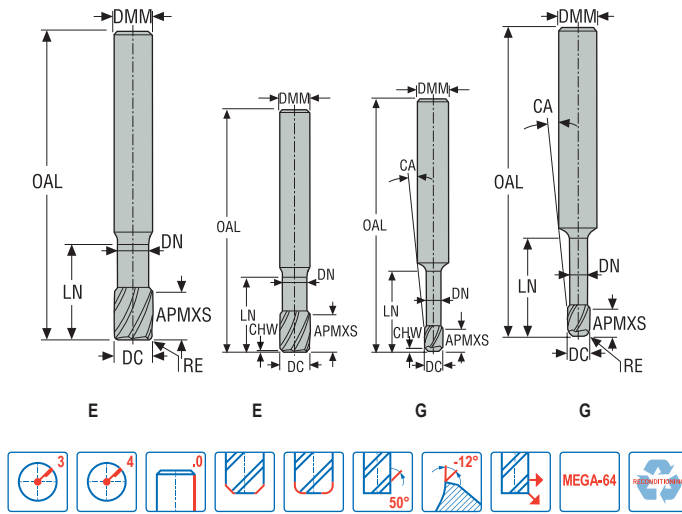 DMM
OAL
DN
LN
APMXS
DC
RE
E
DMM
OAL
DN
LN
CHW
APMXS
DC
E
DMM
CA
OAL
DN
LN
CHW
APMXS
DC
G
DMM
CA
OAL
LN
DN
APMXS
DC
RE
G
3
4
.0
50°
-12°
MEGA-64